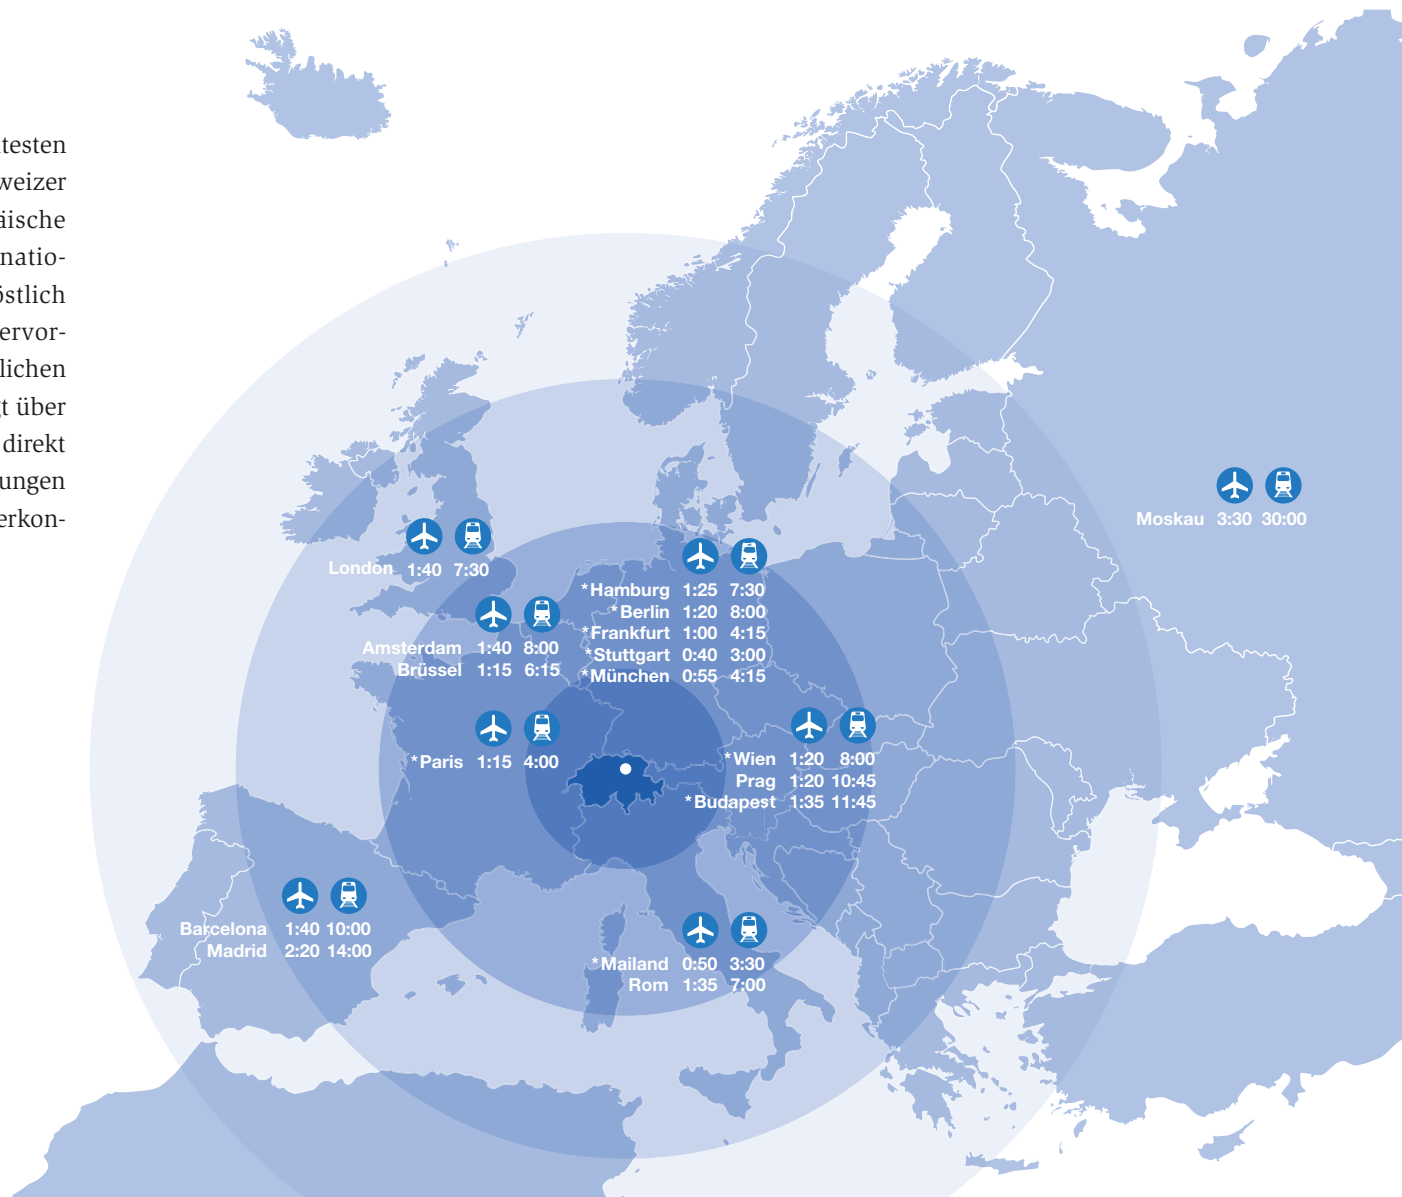 testen
weizer
äische
natio-
östlich
ervor-
lichen
t über
direkt
ungen
erkon-
Moskau 3:30 30:00
London 1:40 7:30
*Hamburg 1:25 7:30
*Berlin 1:20 8:00
*Frankfurt 1:00 4:15
*Stuttgart 0:40 3:00
*München 0:55 4:15
Amsterdam 1:40 8:00
Brüssel 1:15 6:15
*Paris 1:15 4:00
*Wien 1:20 8:00
Prag 1:20 10:45
*Budapest 1:35 11:45
Barcelona 1:40 10:00
Madrid 2:20 14:00
*Mailand 0:50 3:30
Rom 1:35 7:00